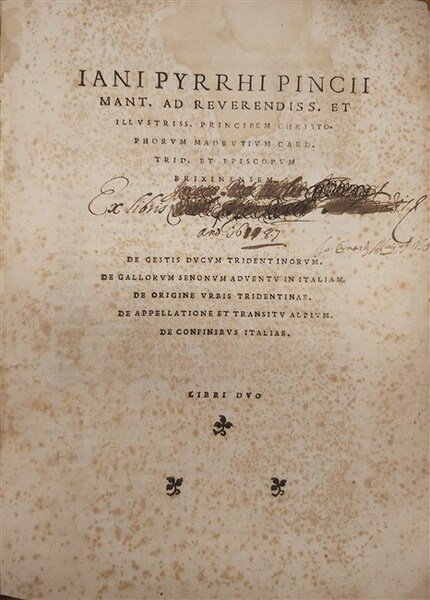 IANI PYRRHI PINCII
MANT. AD REVERENDISS. ET
ILLVSTRISS. PRINCIPEM CHRISTO-
PHORVM MADRVTIVM CARD.
TRID. ET EPISCOPVM
BRIXINENSEM
Ex libris
DE GESTIS DVCVM TRIDENTINORVM.
DE GALLORVM SENONVM ADVENTV IN ITALIAM.
DE ORIGINE VRBIS TRIDENTINAE.
DE APPELLATIONE ET TRANSITV ALPIVM.
DE CONFINIBVS ITALIAE.
LIBRI DVO